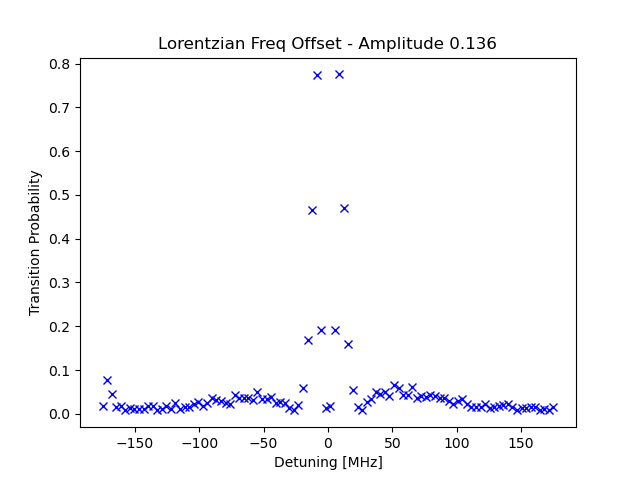 Lorentzian Freq Offset - Amplitude 0.136
0.8
0.7
0.6
0.5
0.4
0.3
0.2
0.1
0.0
Transition Probability
−150 −100 −50 0 50 100 150
Detuning [MHz]